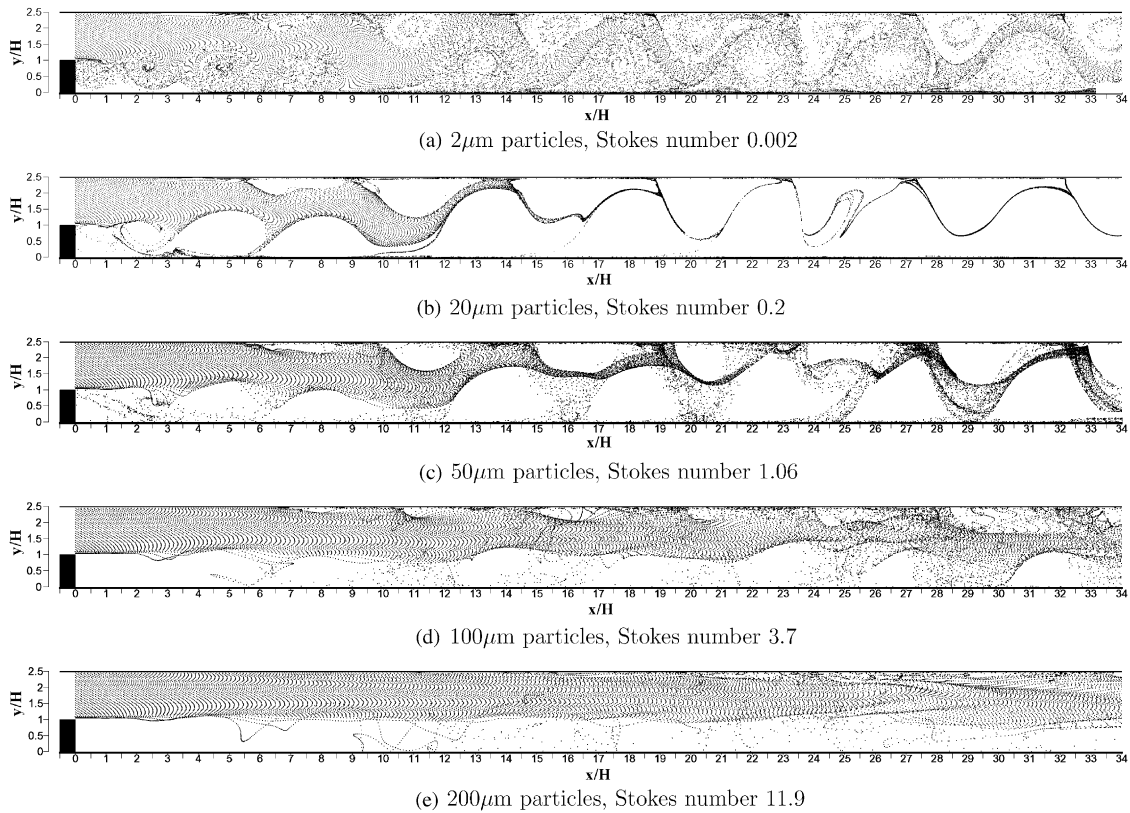 2.5
2
1.5
1
0.5
0
y/H
0 1 2 3 4 5 6 7 8 9 10 11 12 13 14 15 16 17 18 19 20 21 22 23 24 25 26 27 28 29 30 31 32 33 34
x/H
(a) 2μm particles, Stokes number 0.002
2.5
2
1.5
1
0.5
0
y/H
0 1 2 3 4 5 6 7 8 9 10 11 12 13 14 15 16 17 18 19 20 21 22 23 24 25 26 27 28 29 30 31 32 33 34
x/H
(b) 20μm particles, Stokes number 0.2
2.5
2
1.5
1
0.5
0
y/H
0 1 2 3 4 5 6 7 8 9 10 11 12 13 14 15 16 17 18 19 20 21 22 23 24 25 26 27 28 29 30 31 32 33 34
x/H
(c) 50μm particles, Stokes number 1.06
2.5
2
1.5
1
0.5
0
y/H
0 1 2 3 4 5 6 7 8 9 10 11 12 13 14 15 16 17 18 19 20 21 22 23 24 25 26 27 28 29 30 31 32 33 34
x/H
(d) 100μm particles, Stokes number 3.7
2.5
2
1.5
1
0.5
0
y/H
0 1 2 3 4 5 6 7 8 9 10 11 12 13 14 15 16 17 18 19 20 21 22 23 24 25 26 27 28 29 30 31 32 33 34
x/H
(e) 200μm particles, Stokes number 11.9